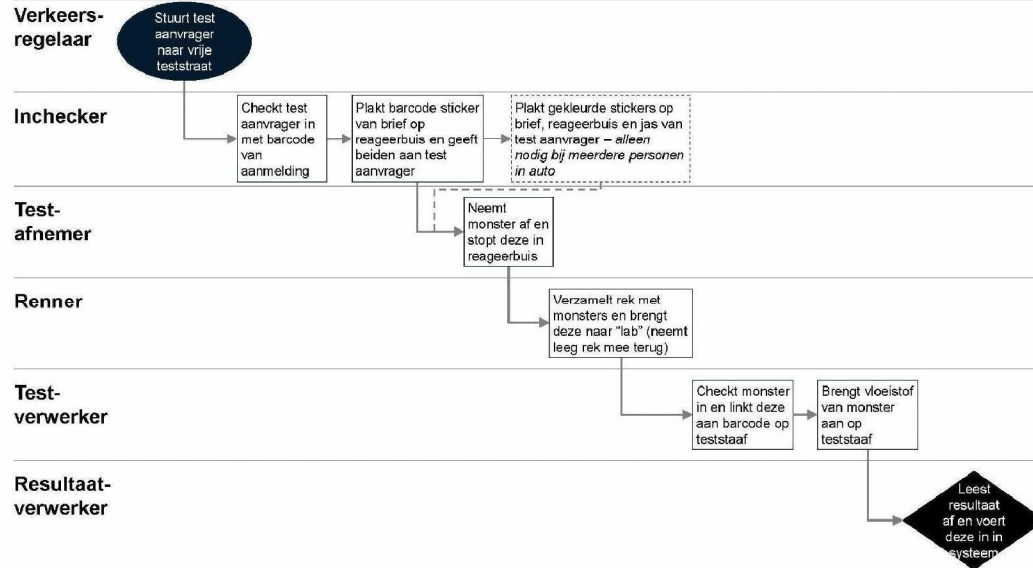 Verkeers-
regelaar
Stuurt test
aanvrager
naar vrije
teststraat
Inchecker
Checkt test
aanvrager in
met barcode
van
aanmelding
Plakt barcode sticker
van brief op
reageerbuis en geeft
beiden aan test
aanvrager
Plakt gekleurde stickers op
brief, reageerbuis en jas van
test aanvrager – alleen
nodig bij meerdere personen
in auto
Test-
afnemer
Neemt
monster af en
stopt deze in
reageerbuis
Renner
Verzamelt rek met
monsters en brengt
deze naar “lab” (neemt
leeg rek mee terug)
Test-
verwerker
Checkt monster
in en linkt deze
aan barcode op
teststaaf
Brengt vloeistof
van monster
aan op
teststaaf
Resultaat-
verwerker
Leest
resultaat
af en voert
deze in in
systeem